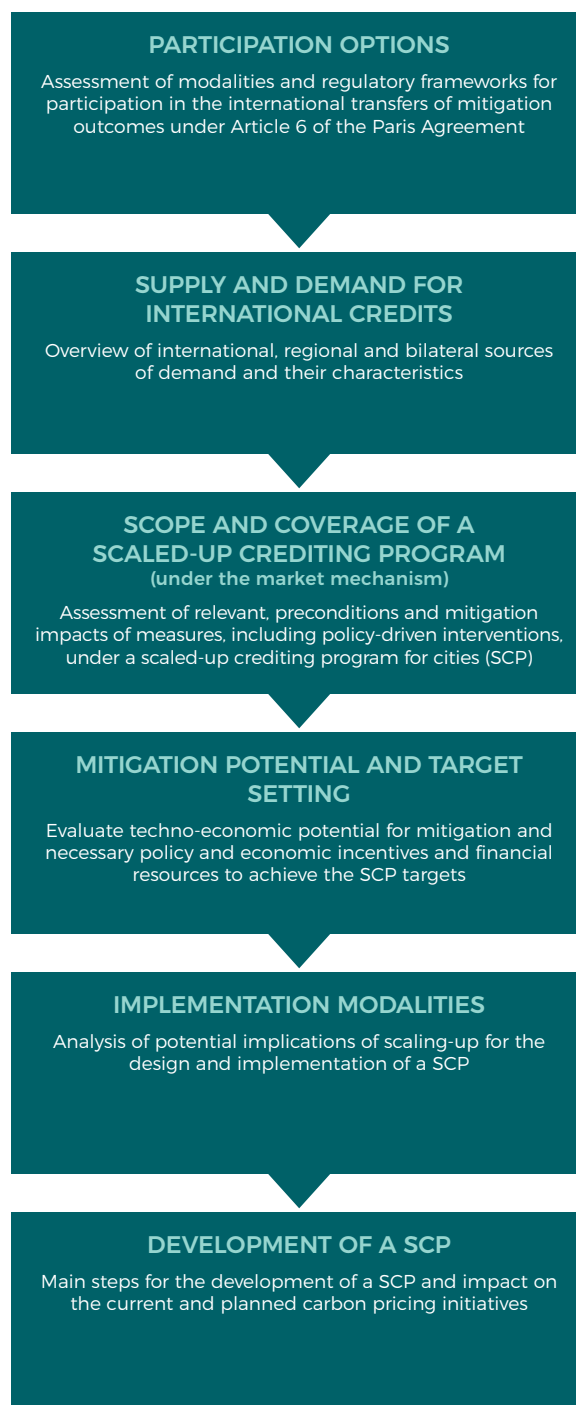 PARTICIPATION OPTIONS
Assessment of modalities and regulatory frameworks for
participation in the international transfers of mitigation
outcomes under Article 6 of the Paris Agreement
SUPPLY AND DEMAND FOR
INTERNATIONAL CREDITS
Overview of international, regional and bilateral sources
of demand and their characteristics
SCOPE AND COVERAGE OF A
SCALED-UP CREDITING PROGRAM
(under the market mechanism)
Assessment of relevant, preconditions and mitigation
impacts of measures, including policy-driven interventions,
under a scaled-up crediting program for cities (SCP)
MITIGATION POTENTIAL AND TARGET
SETTING
Evaluate techno-economic potential for mitigation and
necessary policy and economic incentives and financial
resources to achieve the SCP targets
IMPLEMENTATION MODALITIES
Analysis of potential implications of scaling-up for the
design and implementation of a SCP
DEVELOPMENT OF A SCP
Main steps for the development of a SCP and impact on
the current and planned carbon pricing initiatives